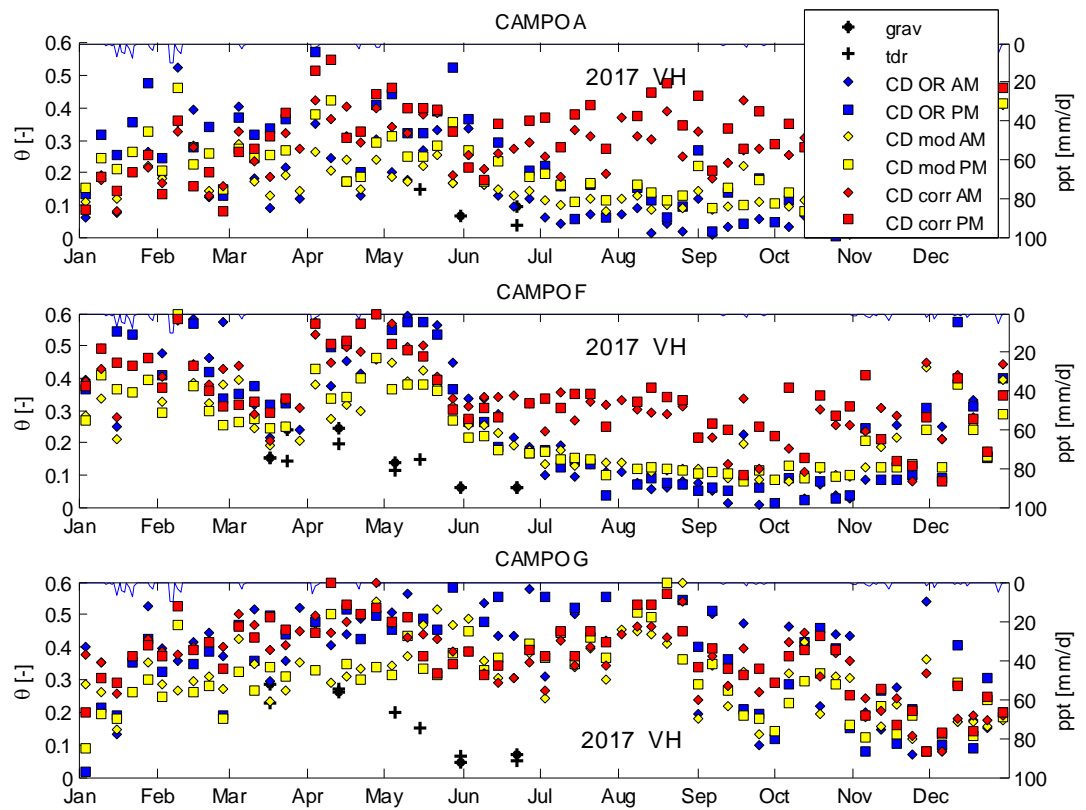 CAMPO A
0.6
0.5
0.4
0.3
0.2
0.1
0
θ [-]
2017 VH
Jan Feb Mar Apr May Jun Jul Aug Sep Oct Nov Dec
0
20
40
60
80
100
ppt [mm/d]
grav
tdr
CD OR AM
CD OR PM
CD mod AM
CD mod PM
CD corr AM
CD corr PM
CAMPO F
0.6
0.5
0.4
0.3
0.2
0.1
0
θ [-]
2017 VH
Jan Feb Mar Apr May Jun Jul Aug Sep Oct Nov Dec
0
20
40
60
80
100
ppt [mm/d]
CAMPO G
0.6
0.5
0.4
0.3
0.2
0.1
0
θ [-]
2017 VH
Jan Feb Mar Apr May Jun Jul Aug Sep Oct Nov Dec
0
20
40
60
80
100
ppt [mm/d]